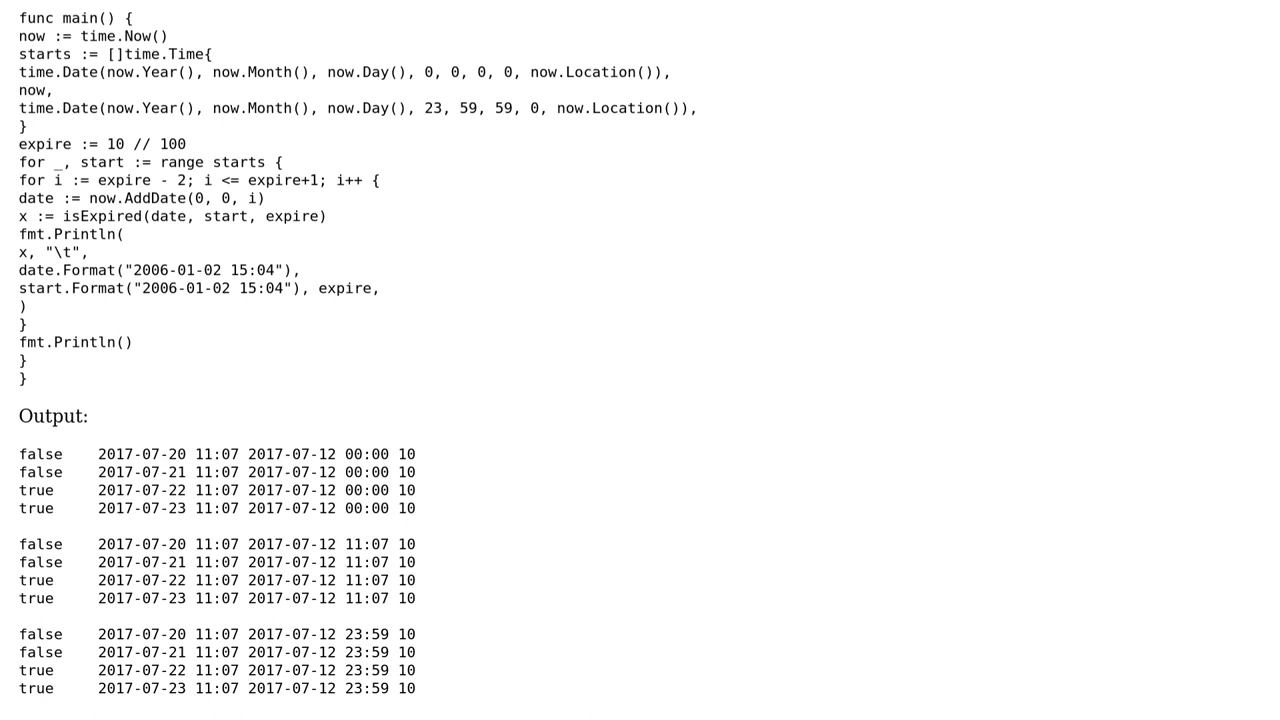 func main() {
now := time.Now()
starts := []time.Time{
time.Date(now.Year(), now.Month(), now.Day(), 0, 0, 0, 0, now.Location()),
now,
time.Date(now.Year(), now.Month(), now.Day(), 23, 59, 59, 0, now.Location()),
}
expire := 10 // 100
for _, start := range starts {
for i := expire - 2; i <= expire+1; i++ {
date := now.AddDate(0, 0, i)
x := isExpired(date, start, expire)
fmt.Println(
x, "\t",
date.Format("2006-01-02 15:04"),
start.Format("2006-01-02 15:04"), expire,
)
}
fmt.Println()
}
}
Output:
false    2017-07-20 11:07 2017-07-12 00:00 10
false    2017-07-21 11:07 2017-07-12 00:00 10
true     2017-07-22 11:07 2017-07-12 00:00 10
true     2017-07-23 11:07 2017-07-12 00:00 10
false    2017-07-20 11:07 2017-07-12 11:07 10
false    2017-07-21 11:07 2017-07-12 11:07 10
true     2017-07-22 11:07 2017-07-12 11:07 10
true     2017-07-23 11:07 2017-07-12 11:07 10
false    2017-07-20 11:07 2017-07-12 23:59 10
false    2017-07-21 11:07 2017-07-12 23:59 10
true     2017-07-22 11:07 2017-07-12 23:59 10
true     2017-07-23 11:07 2017-07-12 23:59 10